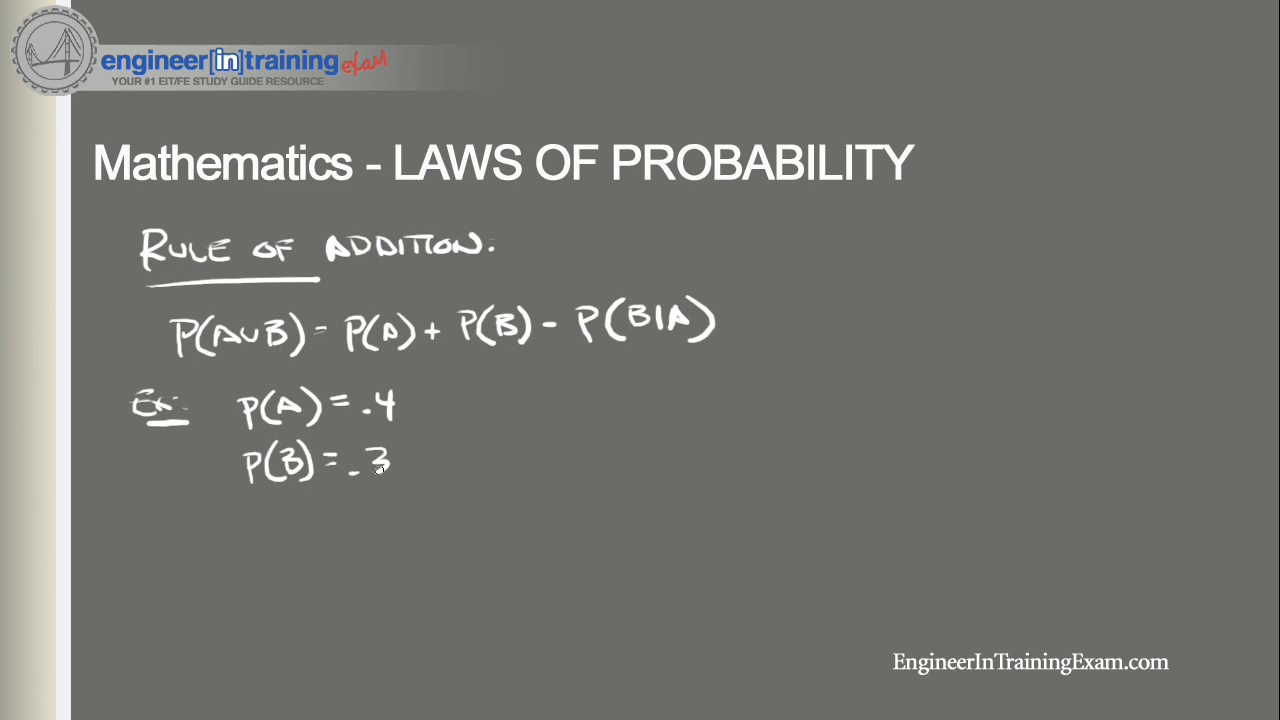 engineer[in]training exam
YOUR #1 EIT/FE STUDY GUIDE RESOURCE
Mathematics - LAWS OF PROBABILITY
RULE OF ADDITION:
P(A∪B) = P(A) + P(B) - P(B|A)
Ex: P(A) = .4
P(B) = .3
EngineerInTrainingExam.com